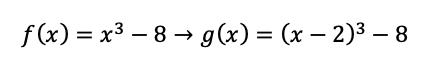 f(x) = x³ − 8 → g(x) = (x − 2)³ − 8